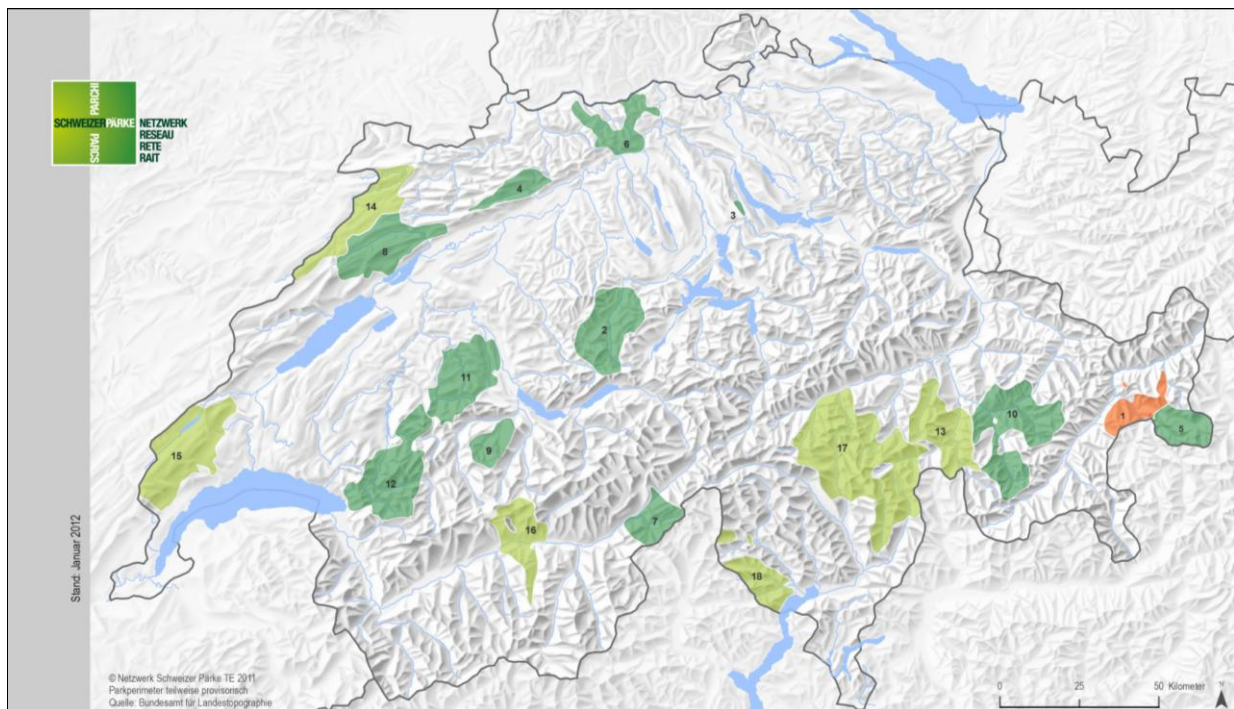 PARCHI
SCHWEIZER PÄRKE NETZWERK
RESEAU
RETE
RAIT
PARCS
6
4
14
3
8
2
11
1
10
5
13
17
15
9
12
16
7
18
Stand: Januar 2012
© Netzwerk Schweizer Pärke TE 2011
Parkperimeter teilweise provisorisch
Quelle: Bundesamt für Landestopographie
0 25 50 Kilometer
N